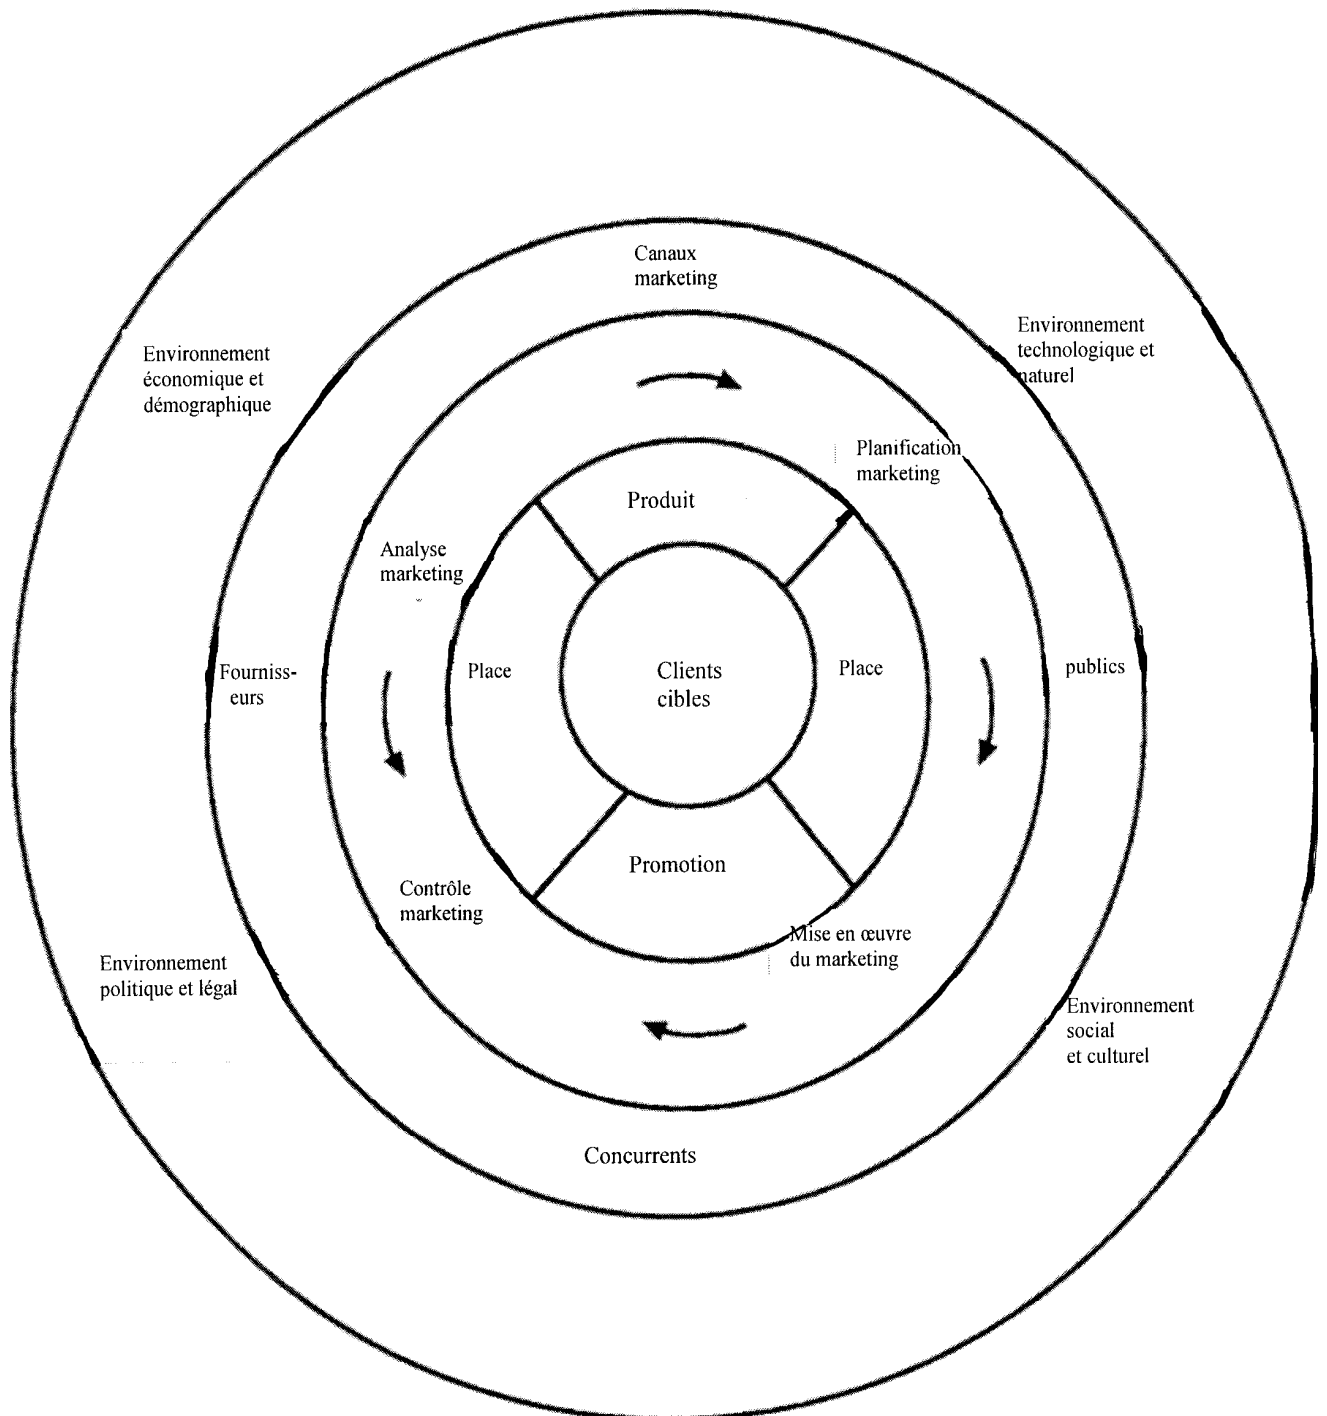 Canaux
marketing
Environnement
technologique et
naturel
Environnement
économique et
démographique
Planification
marketing
Produit
Analyse
marketing
Fourniss-
eurs
Place
Clients
cibles
Place
publics
Promotion
Contrôle
marketing
Mise en œuvre
du marketing
Environnement
politique et légal
Environnement
social
et culturel
Concurrents